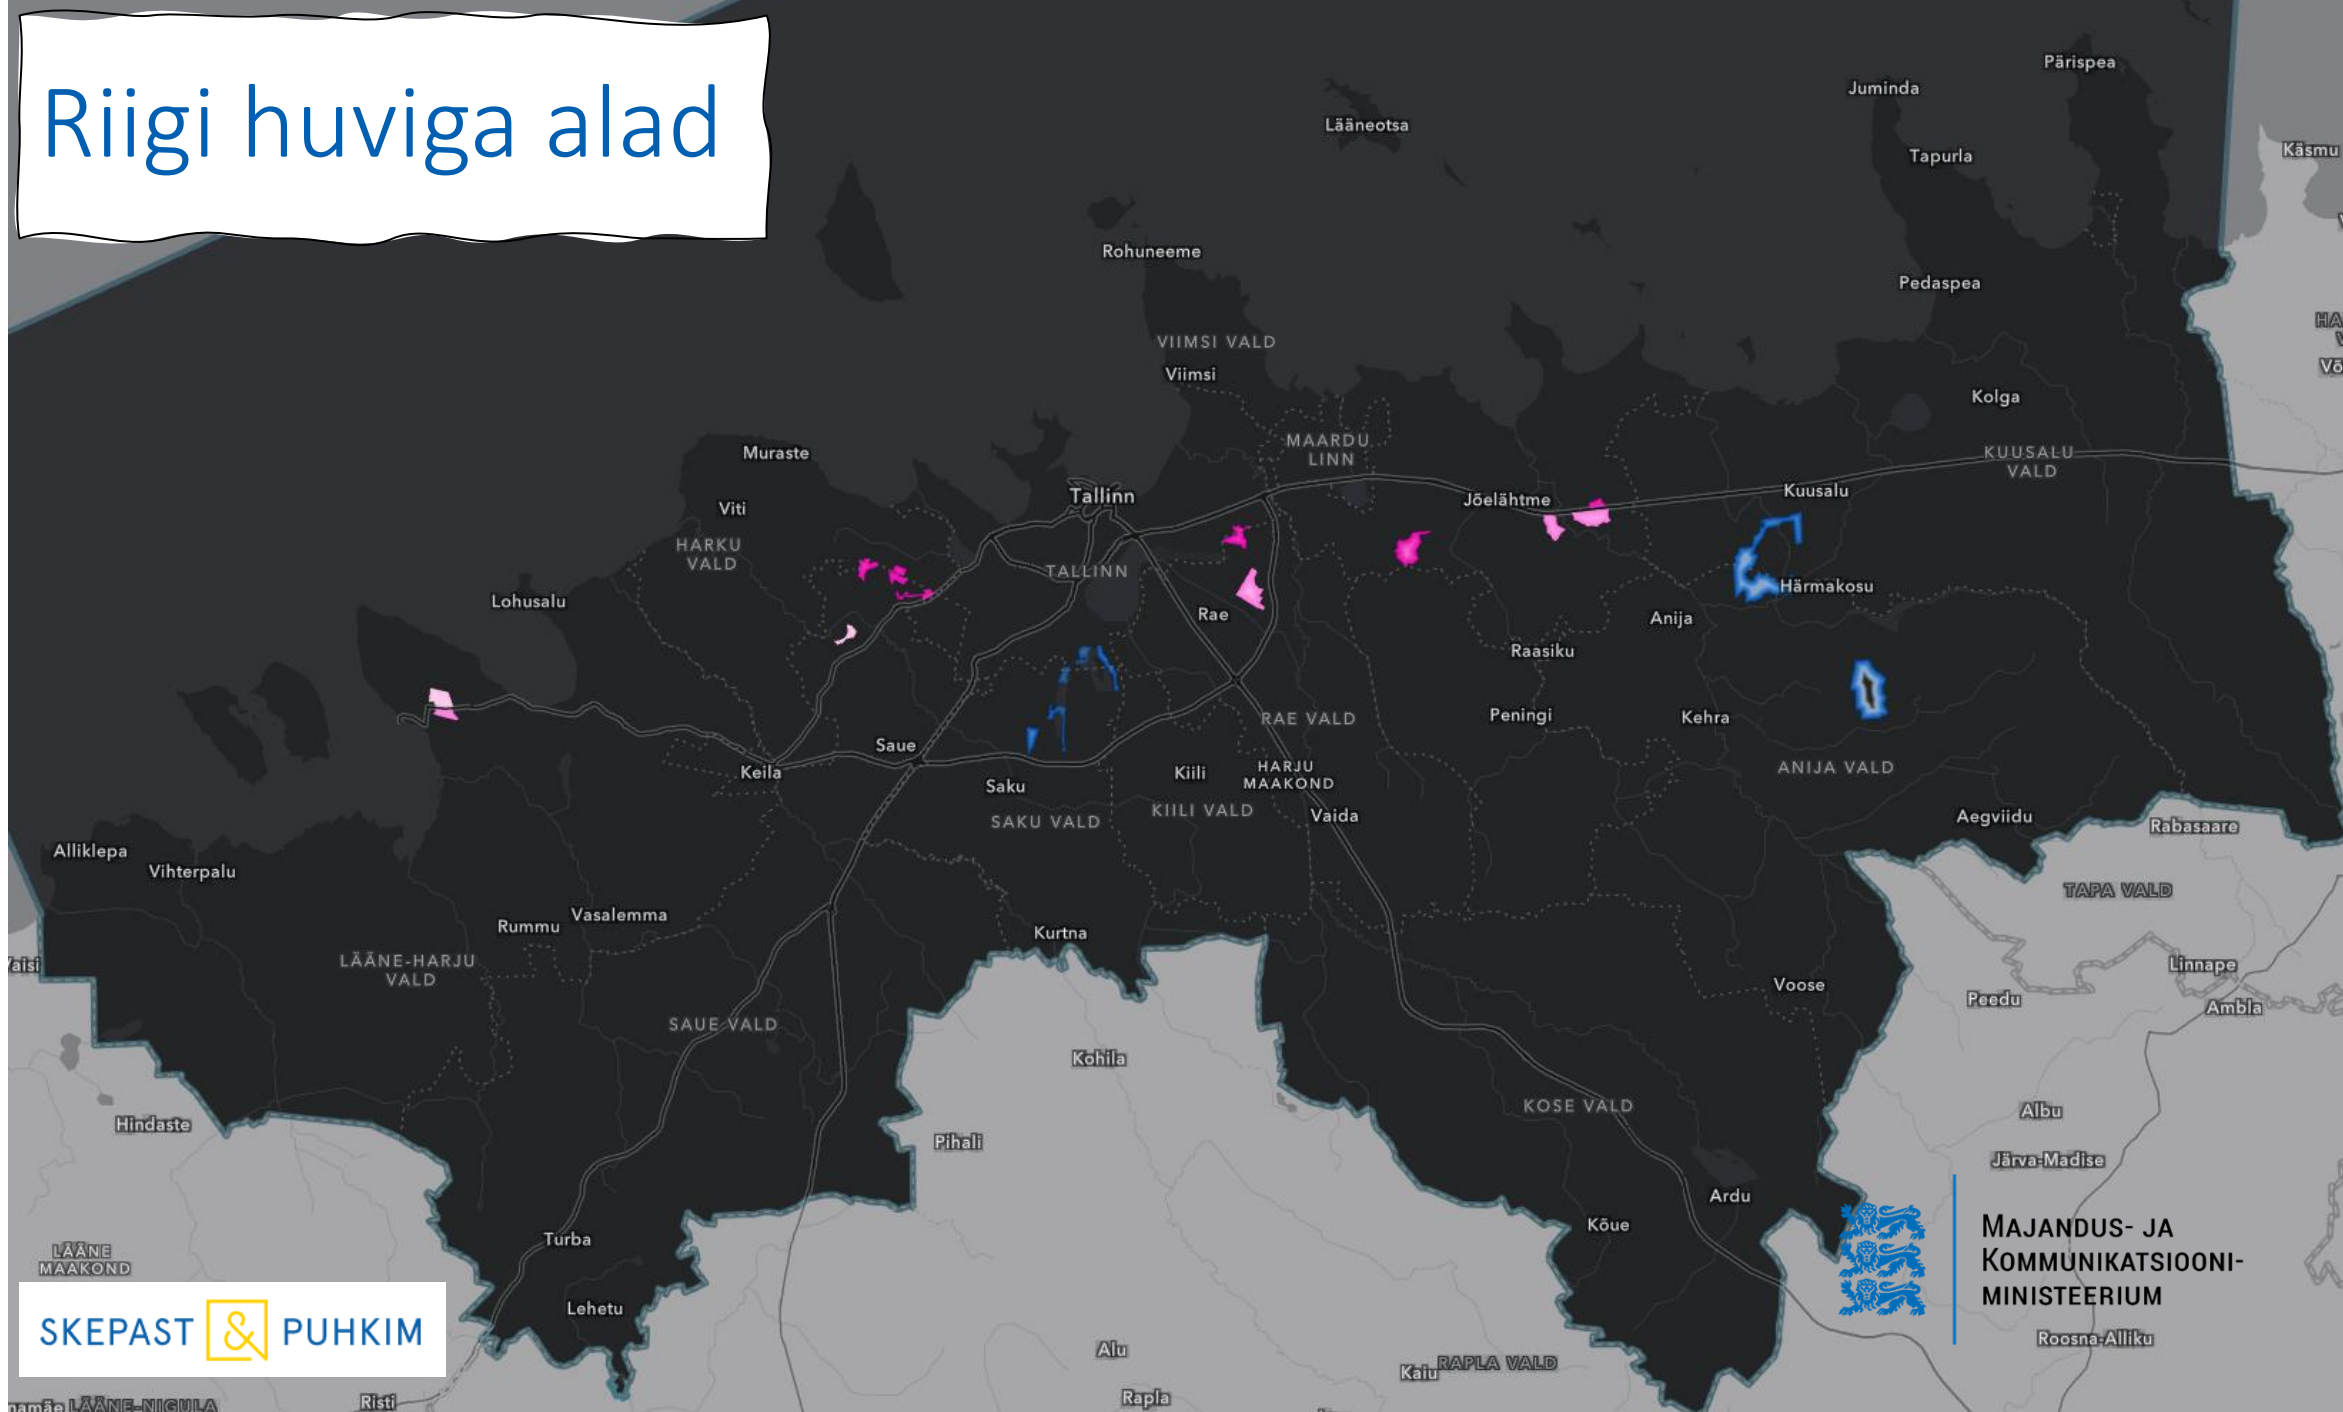 Riigi huviga alad
Pärispea
Juminda
Lääneotsa
Käsmu
Tapurla
Rohuneeme
Pedaspea
VIIMSI VALD
Viimsi
Kolga
MAARDU
LINN
Muraste
KUUSALU
VALD
Tallinn
Jõelähtme
Kuusalu
Viti
HARKU
VALD
TALLINN
Härmakosu
Lohusalu
Rae
Anija
Raasiku
RAE VALD
Peningi
Kehra
Saue
Keila
Saku
Kiili
HARJU
MAAKOND
ANIJA VALD
SAKU VALD
KIILI VALD
Vaida
Aegviidu
Rabasaare
Alliklepa
Vihterpalu
TAPA VALD
Rummu
Vasalemma
Kurtna
LÄÄNE-HARJU
VALD
Linnape
Voose
Peedu
Ambla
SAUE VALD
Kohila
KOSE VALD
Albu
Hindaste
Pihali
Järva-Madise
Ardu
Kõue
Turba
LÄÄNE
MAAKOND
MAJANDUS- JA
KOMMUNIKATSIOONI-
MINISTEERIUM
Lehetu
SKEPAST & PUHKIM
Roosna-Alliku
Alu
Kaiu
RAPLA VALD
Risti
Rapla
LÄÄNE-NIGULA